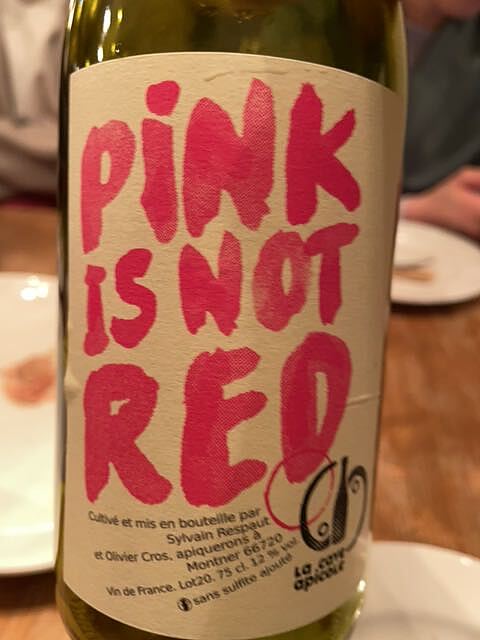 PiNK
IS NOT
RED
Cultivé et mis en bouteille par
Sylvain Respaut
et Olivier Cros, apiquerons à
Montner 66720
Vin de France. Lot20. 75 cl. 12 % vol.
sans sulfite ajouté
La cave
apicole